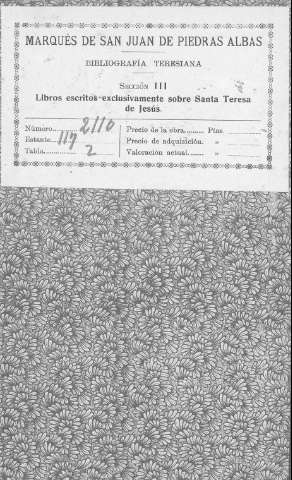 MARQUÉS DE SAN JUAN DE PIEDRAS ALBAS
BIBLIOGRAFÍA TERESIANA
SECCIÓN III
Libros escritos exclusivamente sobre Santa Teresa
de Jesús.
Número....... 2110
Estante..... 119
Tabla............ 2
Precio de la obra....... Ptas.
Precio de adquisición. »
Valoración actual...... »